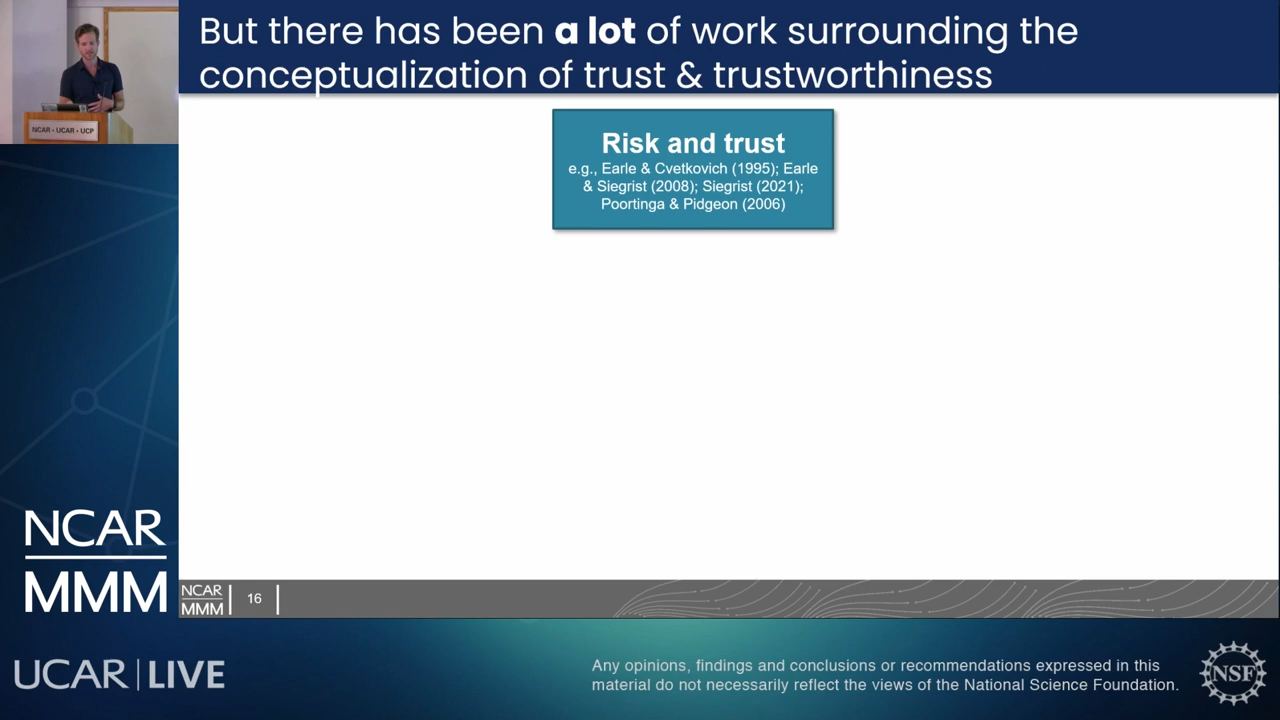 But there has been a lot of work surrounding the
conceptualization of trust & trustworthiness
NCAR • UCAR • UCP
Risk and trust
e.g., Earle & Cvetkovich (1995); Earle
& Siegrist (2008); Siegrist (2021);
Poortinga & Pidgeon (2006)
NCAR
MMM
NCAR
MMM
16
UCAR | LIVE
Any opinions, findings and conclusions or recommendations expressed in this
material do not necessarily reflect the views of the National Science Foundation.
NSF